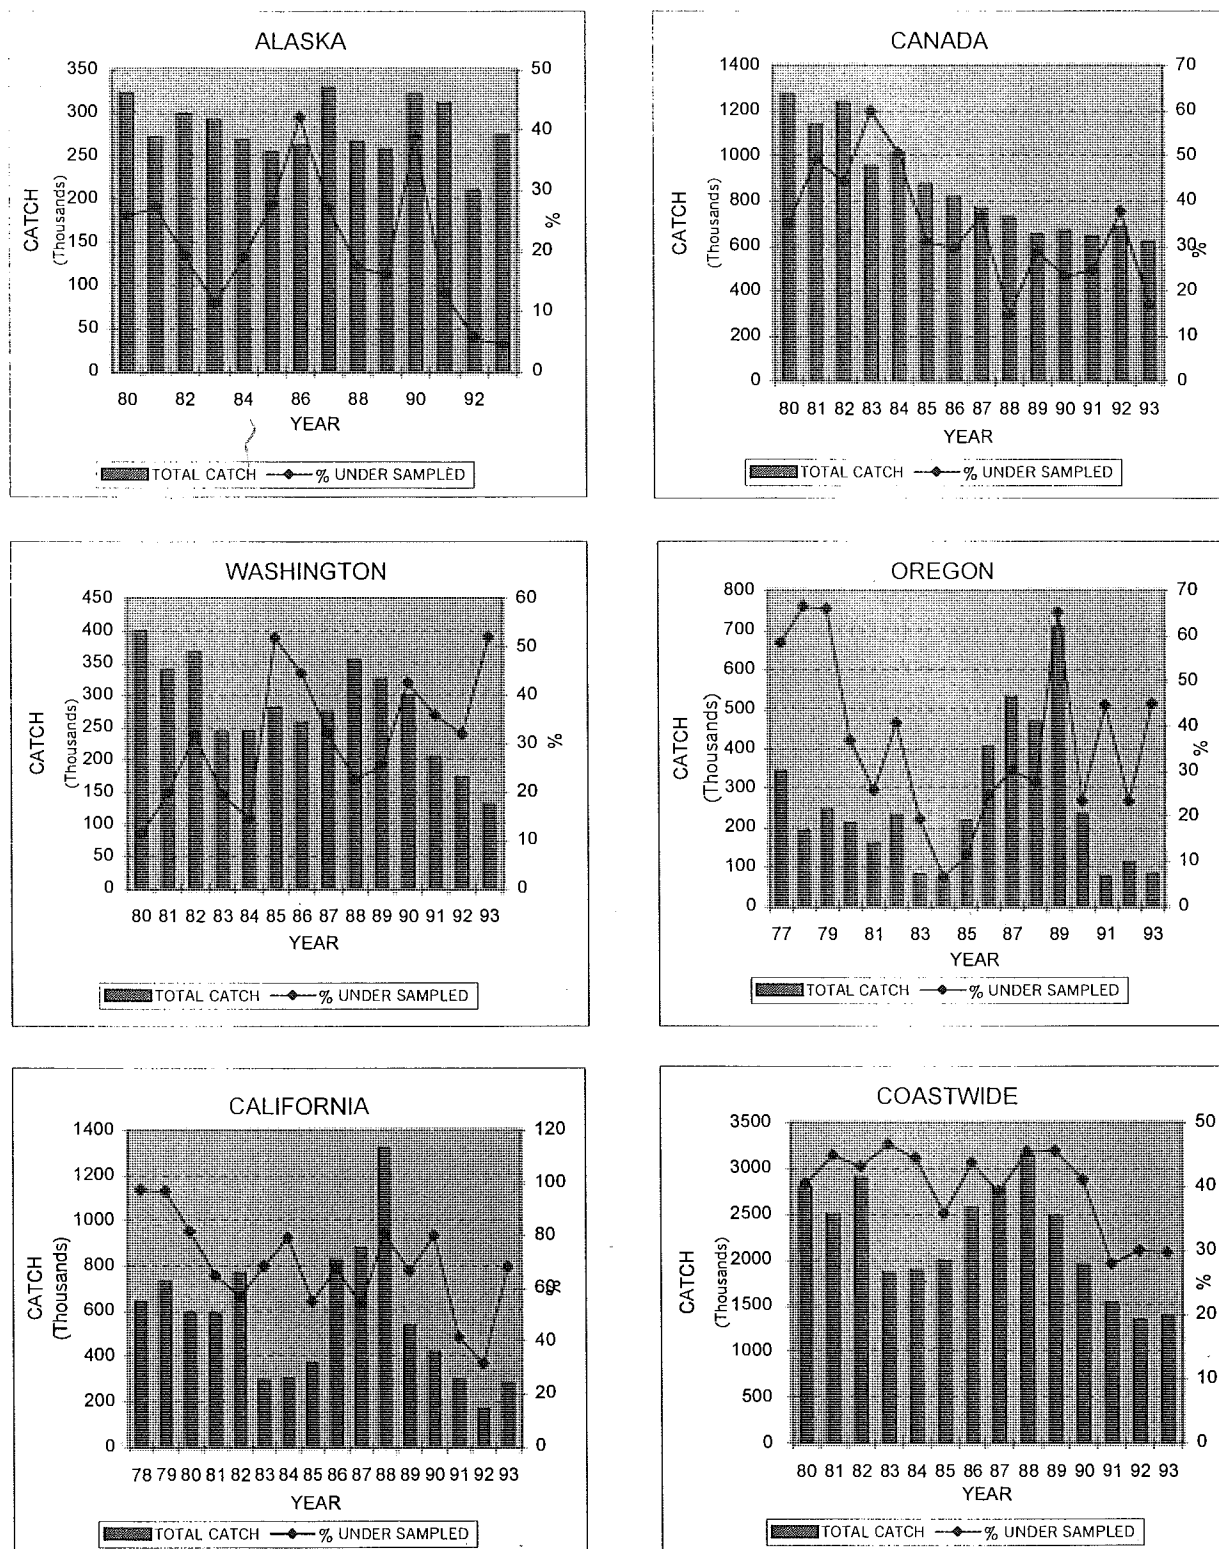 ALASKA
350
300
250
200
150
100
50
0
50
40
30
20
10
0
CATCH
(Thousands)
%
80 82 84 86 88 90 92
YEAR
TOTAL CATCH % UNDER SAMPLED
CANADA
1400
1200
1000
800
600
400
200
0
70
60
50
40
30
20
10
0
CATCH
(Thousands)
%
80 81 82 83 84 85 86 87 88 89 90 91 92 93
YEAR
TOTAL CATCH % UNDER SAMPLED
WASHINGTON
450
400
350
300
250
200
150
100
50
0
60
50
40
30
20
10
0
CATCH
(Thousands)
%
80 81 82 83 84 85 86 87 88 89 90 91 92 93
YEAR
TOTAL CATCH % UNDER SAMPLED
OREGON
800
700
600
500
400
300
200
100
0
70
60
50
40
30
20
10
0
CATCH
(Thousands)
%
77 79 81 83 85 87 89 91 93
YEAR
TOTAL CATCH % UNDER SAMPLED
CALIFORNIA
1400
1200
1000
800
600
400
200
0
120
100
80
60
40
20
0
CATCH
(Thousands)
%
78 79 80 81 82 83 84 85 86 87 88 89 90 91 92 93
YEAR
TOTAL CATCH % UNDER SAMPLED
COASTWIDE
3500
3000
2500
2000
1500
1000
500
0
50
40
30
20
10
0
CATCH
(Thousands)
%
80 81 82 83 84 85 86 87 88 89 90 91 92 93
YEAR
TOTAL CATCH % UNDER SAMPLED